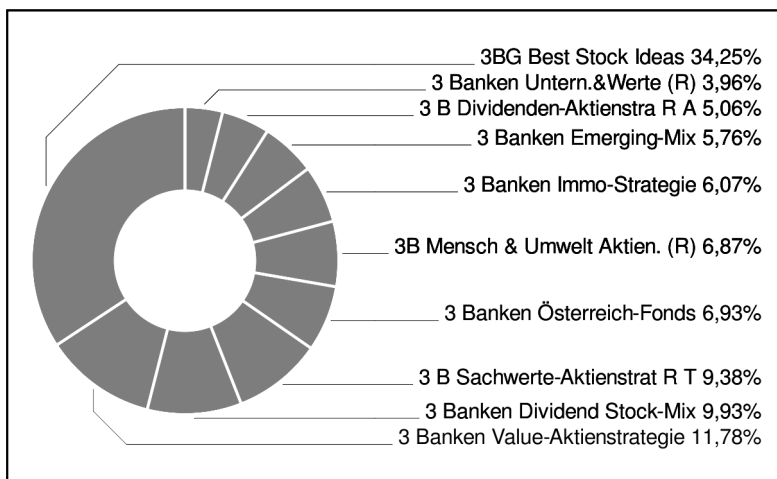 3BG Best Stock Ideas 34,25%
3 Banken Untern.&Werte (R) 3,96%
3 B Dividenden-Aktienstra R A 5,06%
3 Banken Emerging-Mix 5,76%
3 Banken Immo-Strategie 6,07%
3B Mensch & Umwelt Aktien. (R) 6,87%
3 Banken Österreich-Fonds 6,93%
3 B Sachwerte-Aktienstrat R T 9,38%
3 Banken Dividend Stock-Mix 9,93%
3 Banken Value-Aktienstrategie 11,78%